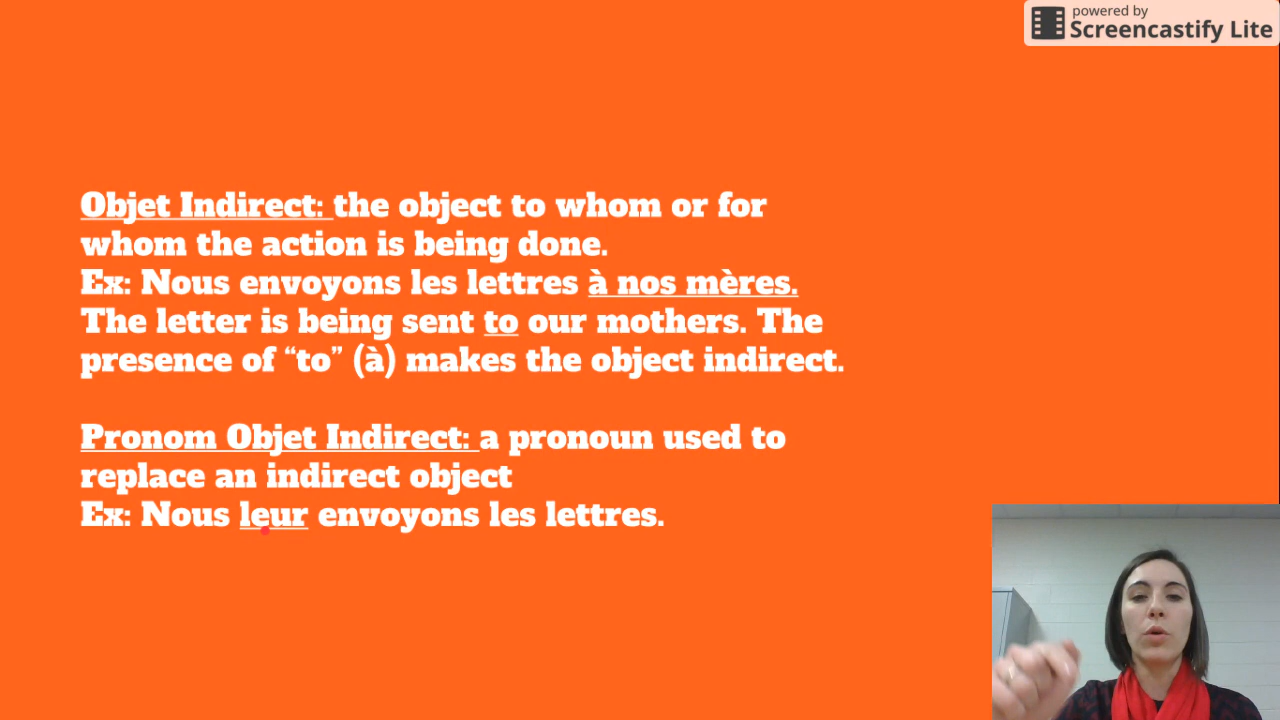 powered by
Screencastify Lite
Objet Indirect: the object to whom or for
whom the action is being done.
Ex: Nous envoyons les lettres à nos mères.
The letter is being sent to our mothers. The
presence of “to” (à) makes the object indirect.
Pronom Objet Indirect: a pronoun used to
replace an indirect object
Ex: Nous leur envoyons les lettres.